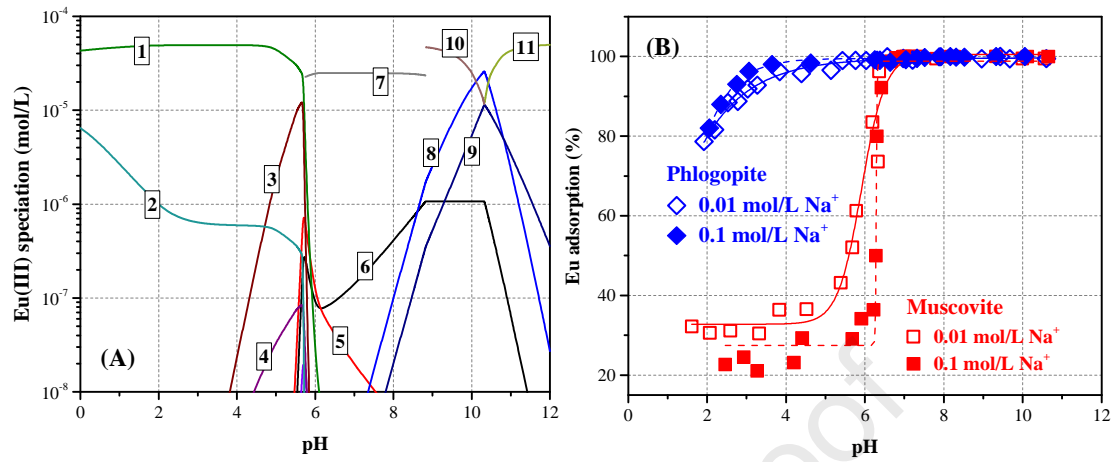 Eu(III) speciation (mol/L)
10⁻⁴
10⁻⁵
10⁻⁶
10⁻⁷
10⁻⁸
1
2
3
4
5
6
7
8
9
10
11
(A)
0 2 4 6 8 10 12
pH
Eu adsorption (%)
100
80
60
40
20
(B)
Phlogopite
0.01 mol/L Na⁺
0.1 mol/L Na⁺
Muscovite
0.01 mol/L Na⁺
0.1 mol/L Na⁺
0 2 4 6 8 10 12
pH